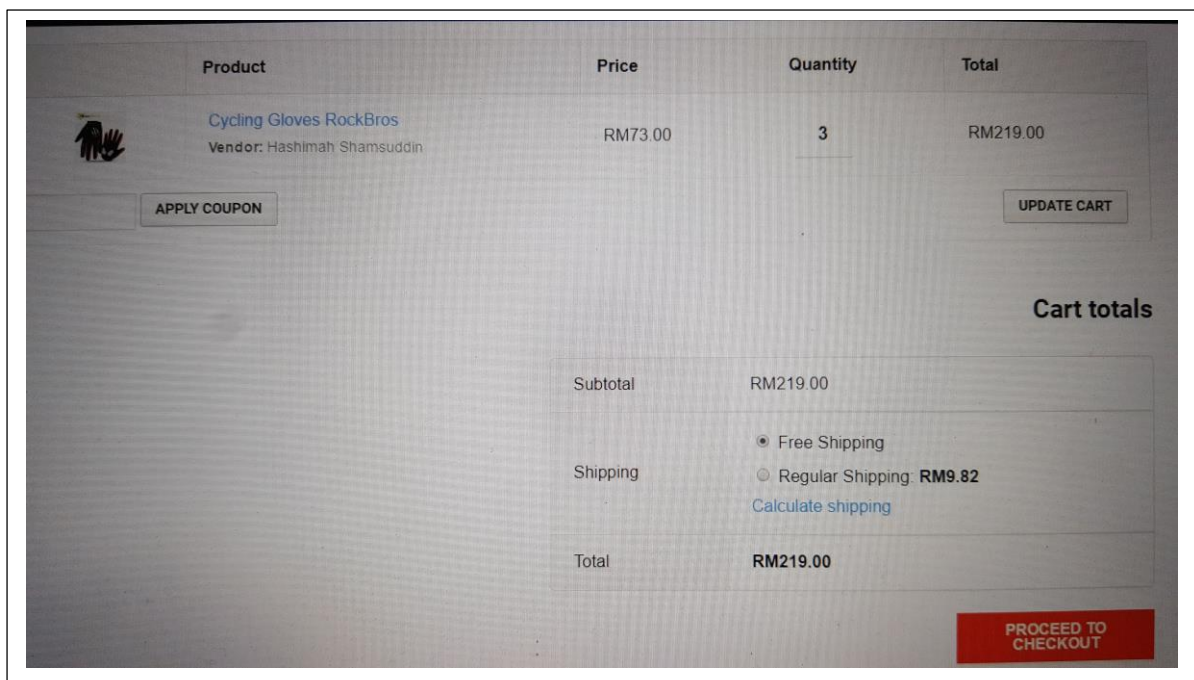 Product Price Quantity Total
Cycling Gloves RockBros
Vendor: Hashimah Shamsuddin
RM73.00 3 RM219.00
APPLY COUPON UPDATE CART
Cart totals
Subtotal RM219.00
Free Shipping
Shipping
Regular Shipping: RM9.82
Calculate shipping
Total RM219.00
PROCEED TO
CHECKOUT